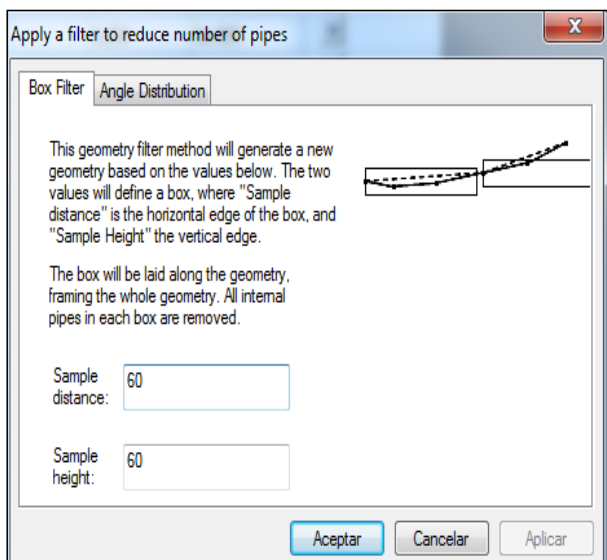 Apply a filter to reduce number of pipes
X
Box Filter
Angle Distribution
This geometry filter method will generate a new
geometry based on the values below. The two
values will define a box, where "Sample
distance" is the horizontal edge of the box, and
"Sample Height" the vertical edge.
The box will be laid along the geometry,
framing the whole geometry. All internal
pipes in each box are removed.
Sample
distance:
60
Sample
height:
60
Aceptar
Cancelar
Aplicar